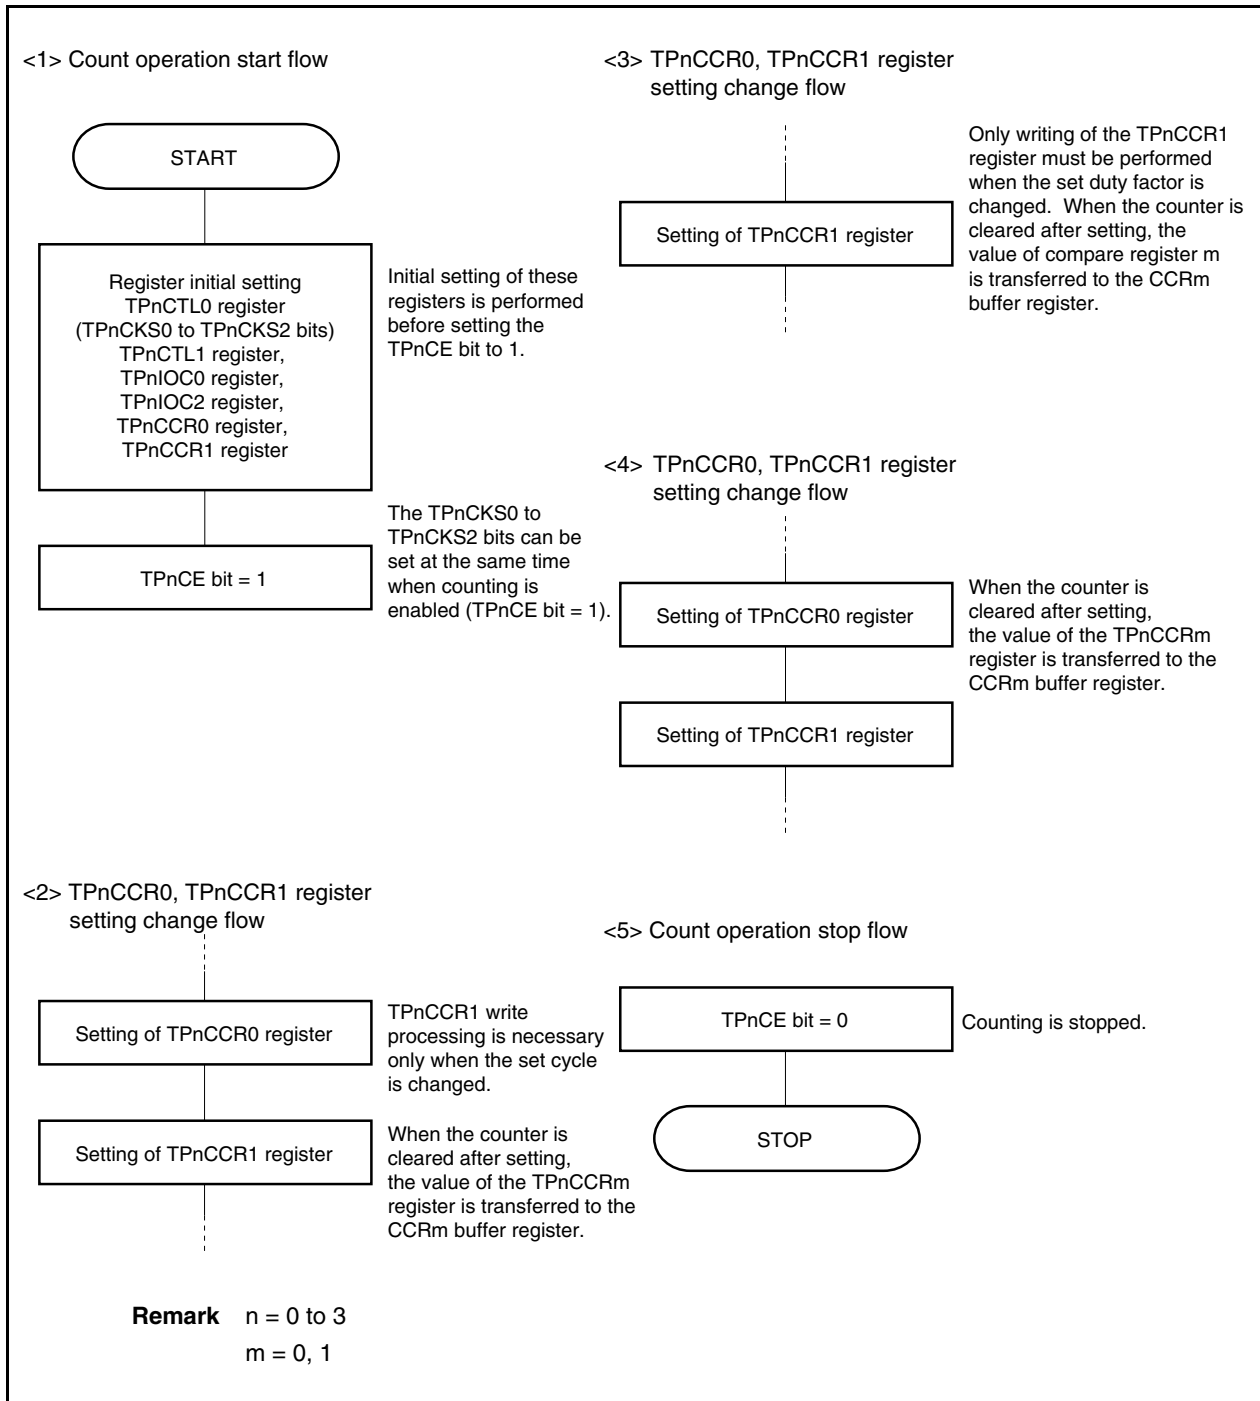 <1> Count operation start flow
START
Register initial setting
TPnCTL0 register
(TPnCKS0 to TPnCKS2 bits)
TPnCTL1 register,
TPnIOC0 register,
TPnIOC2 register,
TPnCCR0 register,
TPnCCR1 register
Initial setting of these
registers is performed
before setting the
TPnCE bit to 1.
TPnCE bit = 1
The TPnCKS0 to
TPnCKS2 bits can be
set at the same time
when counting is
enabled (TPnCE bit = 1).
<2> TPnCCR0, TPnCCR1 register
setting change flow
Setting of TPnCCR0 register
TPnCCR1 write
processing is necessary
only when the set cycle
is changed.
Setting of TPnCCR1 register
When the counter is
cleared after setting,
the value of the TPnCCRm
register is transferred to the
CCRm buffer register.
<3> TPnCCR0, TPnCCR1 register
setting change flow
Setting of TPnCCR1 register
Only writing of the TPnCCR1
register must be performed
when the set duty factor is
changed. When the counter is
cleared after setting, the
value of compare register m
is transferred to the CCRm
buffer register.
<4> TPnCCR0, TPnCCR1 register
setting change flow
Setting of TPnCCR0 register
When the counter is
cleared after setting,
the value of the TPnCCRm
register is transferred to the
CCRm buffer register.
Setting of TPnCCR1 register
<5> Count operation stop flow
TPnCE bit = 0
Counting is stopped.
STOP
Remark n = 0 to 3
m = 0, 1